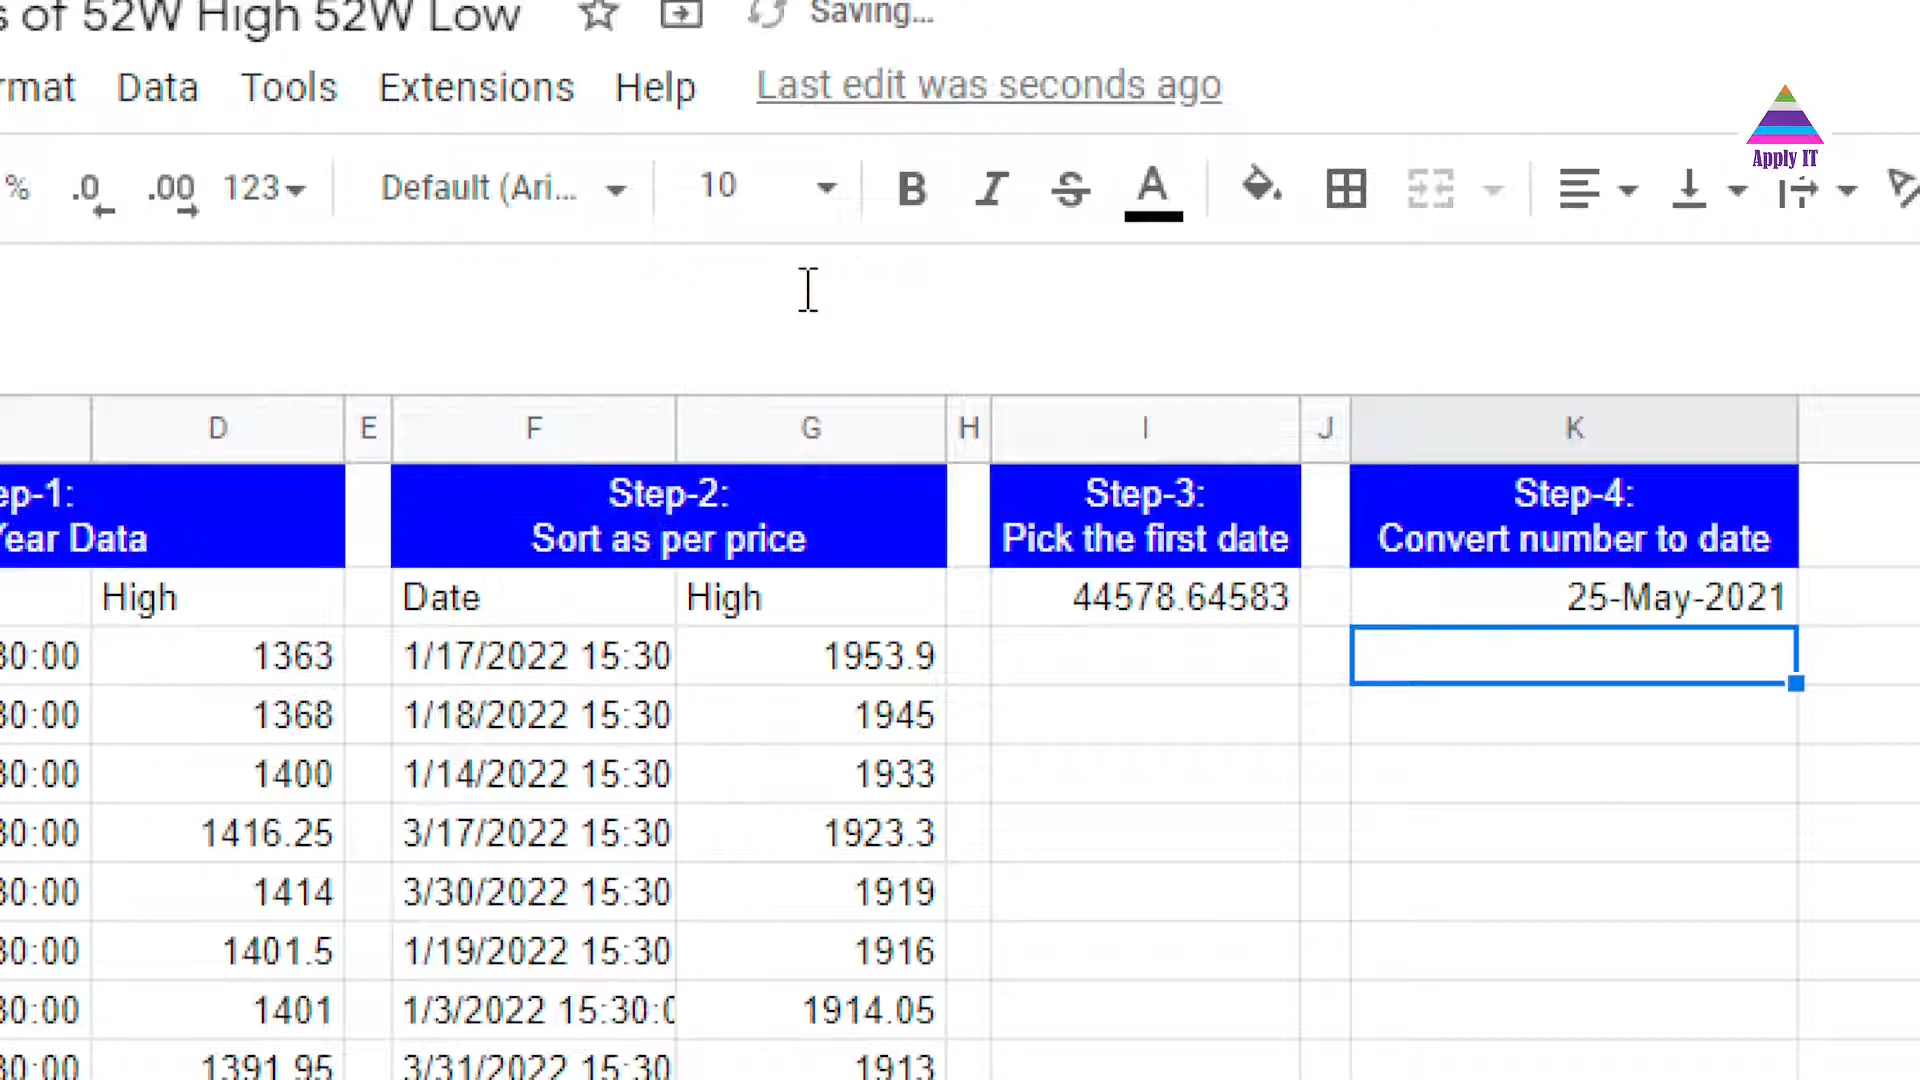 s of 52W High 52W Low Saving...
rmat Data Tools Extensions Help Last edit was seconds ago
Apply IT
% .0 .00 123 Default (Ari... 10 B I S A
D E F G H I J K
ep-1: Step-2: Step-3: Step-4:
Year Data Sort as per price Pick the first date Convert number to date
High Date High 44578.64583 25-May-2021
30:00 1363 1/17/2022 15:30 1953.9
30:00 1368 1/18/2022 15:30 1945
30:00 1400 1/14/2022 15:30 1933
30:00 1416.25 3/17/2022 15:30 1923.3
30:00 1414 3/30/2022 15:30 1919
30:00 1401.5 1/19/2022 15:30 1916
30:00 1401 1/3/2022 15:30:0 1914.05
30:00 1391.95 3/31/2022 15:30 1913